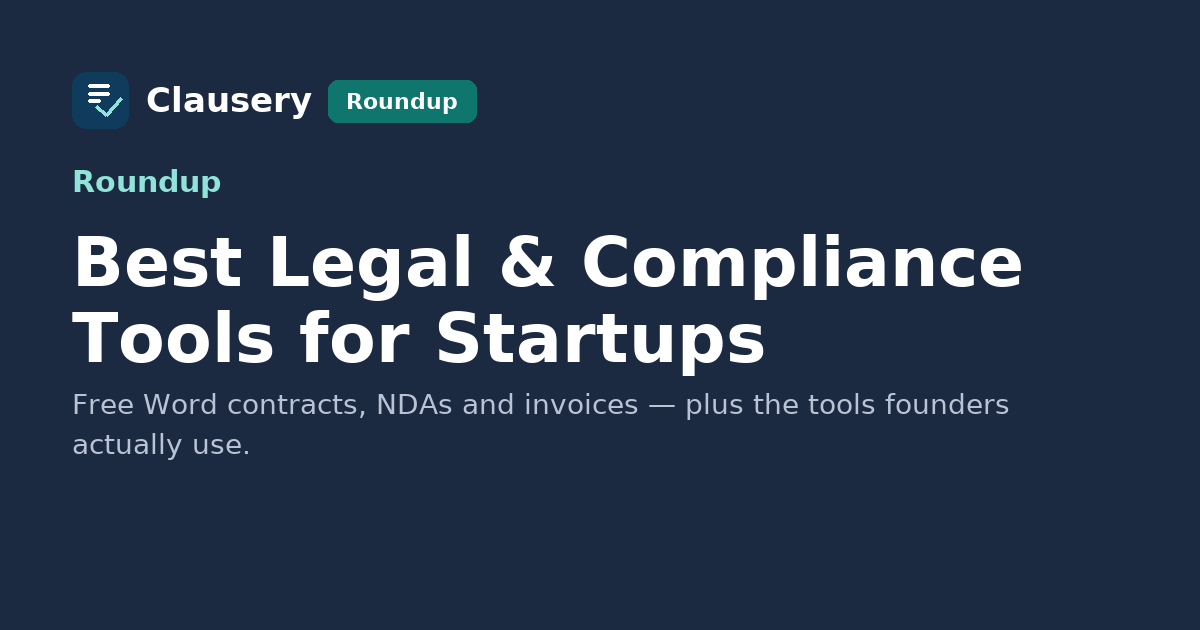 Clausery
Roundup
Roundup
Best Legal & Compliance
Tools for Startups
Free Word contracts, NDAs and invoices — plus the tools founders
actually use.